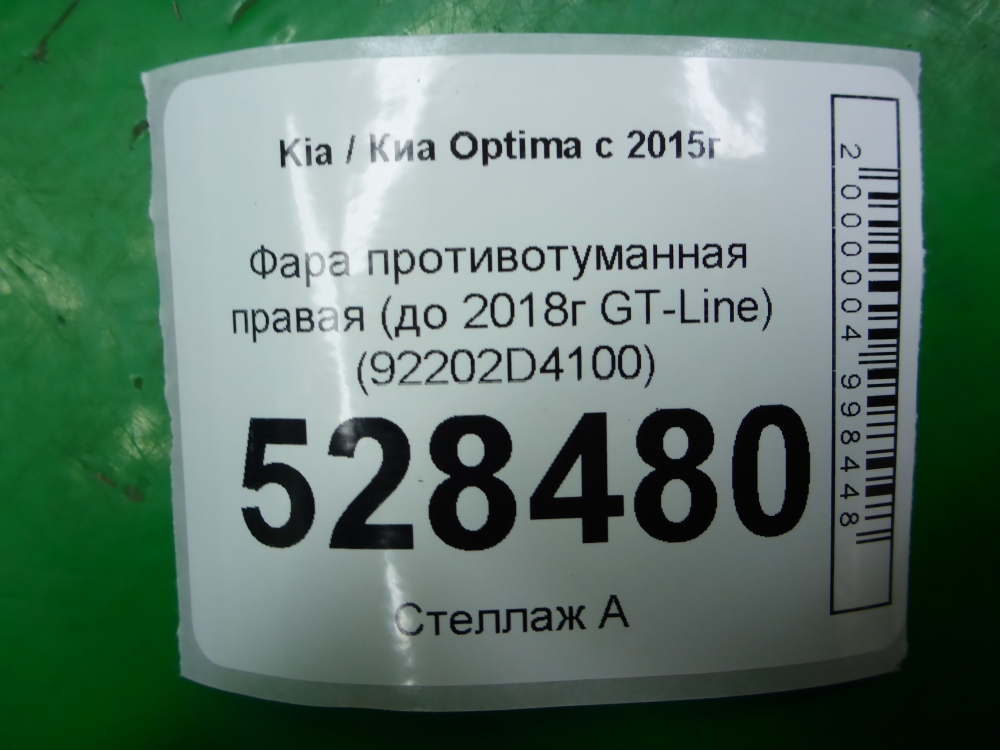 Kia / Киа Optima с 2015г
Фара противотуманная
правая (до 2018г GT-Line)
(92202D4100)
528480
Стеллаж А
2000004998448